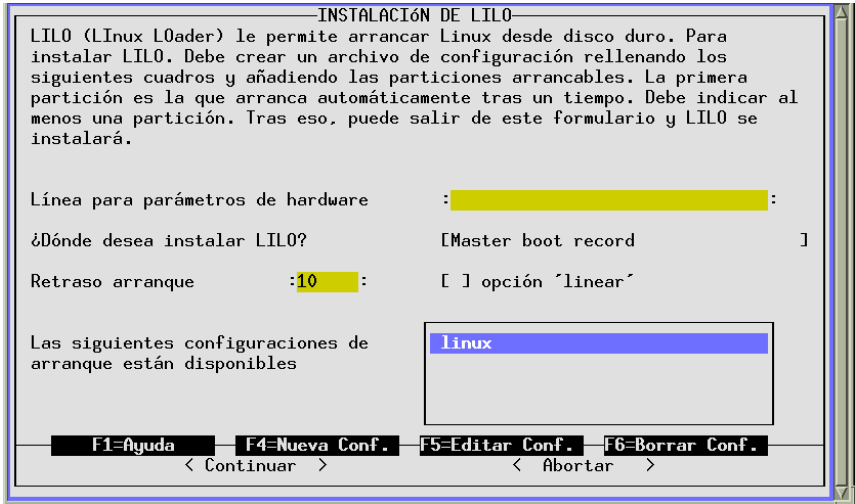 INSTALACIóN DE LILO
LILO (LInux LOader) le permite arrancar Linux desde disco duro. Para
instalar LILO. Debe crear un archivo de configuración rellenando los
siguientes cuadros y añadiendo las particiones arrancables. La primera
partición es la que arranca automáticamente tras un tiempo. Debe indicar al
menos una partición. Tras eso, puede salir de este formulario y LILO se
instalará.
Línea para parámetros de hardware : :
¿Dónde desea instalar LILO? [Master boot record ]
Retraso arranque :10 : [ ] opción ´linear´
Las siguientes configuraciones de linux
arranque están disponibles
F1=Ayuda F4=Nueva Conf. F5=Editar Conf. F6=Borrar Conf.
< Continuar > < Abortar >